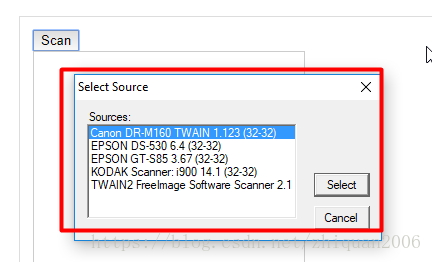 Scan
Select Source
Sources:
Canon DR-M160 TWAIN 1.123 (32-32)
EPSON DS-530 6.4 (32-32)
EPSON GT-S85 3.67 (32-32)
KODAK Scanner: i900 14.1 (32-32)
TWAIN2 FreeImage Software Scanner 2.1
Select
Cancel
https://blog.csdn.net/zhiquan2006